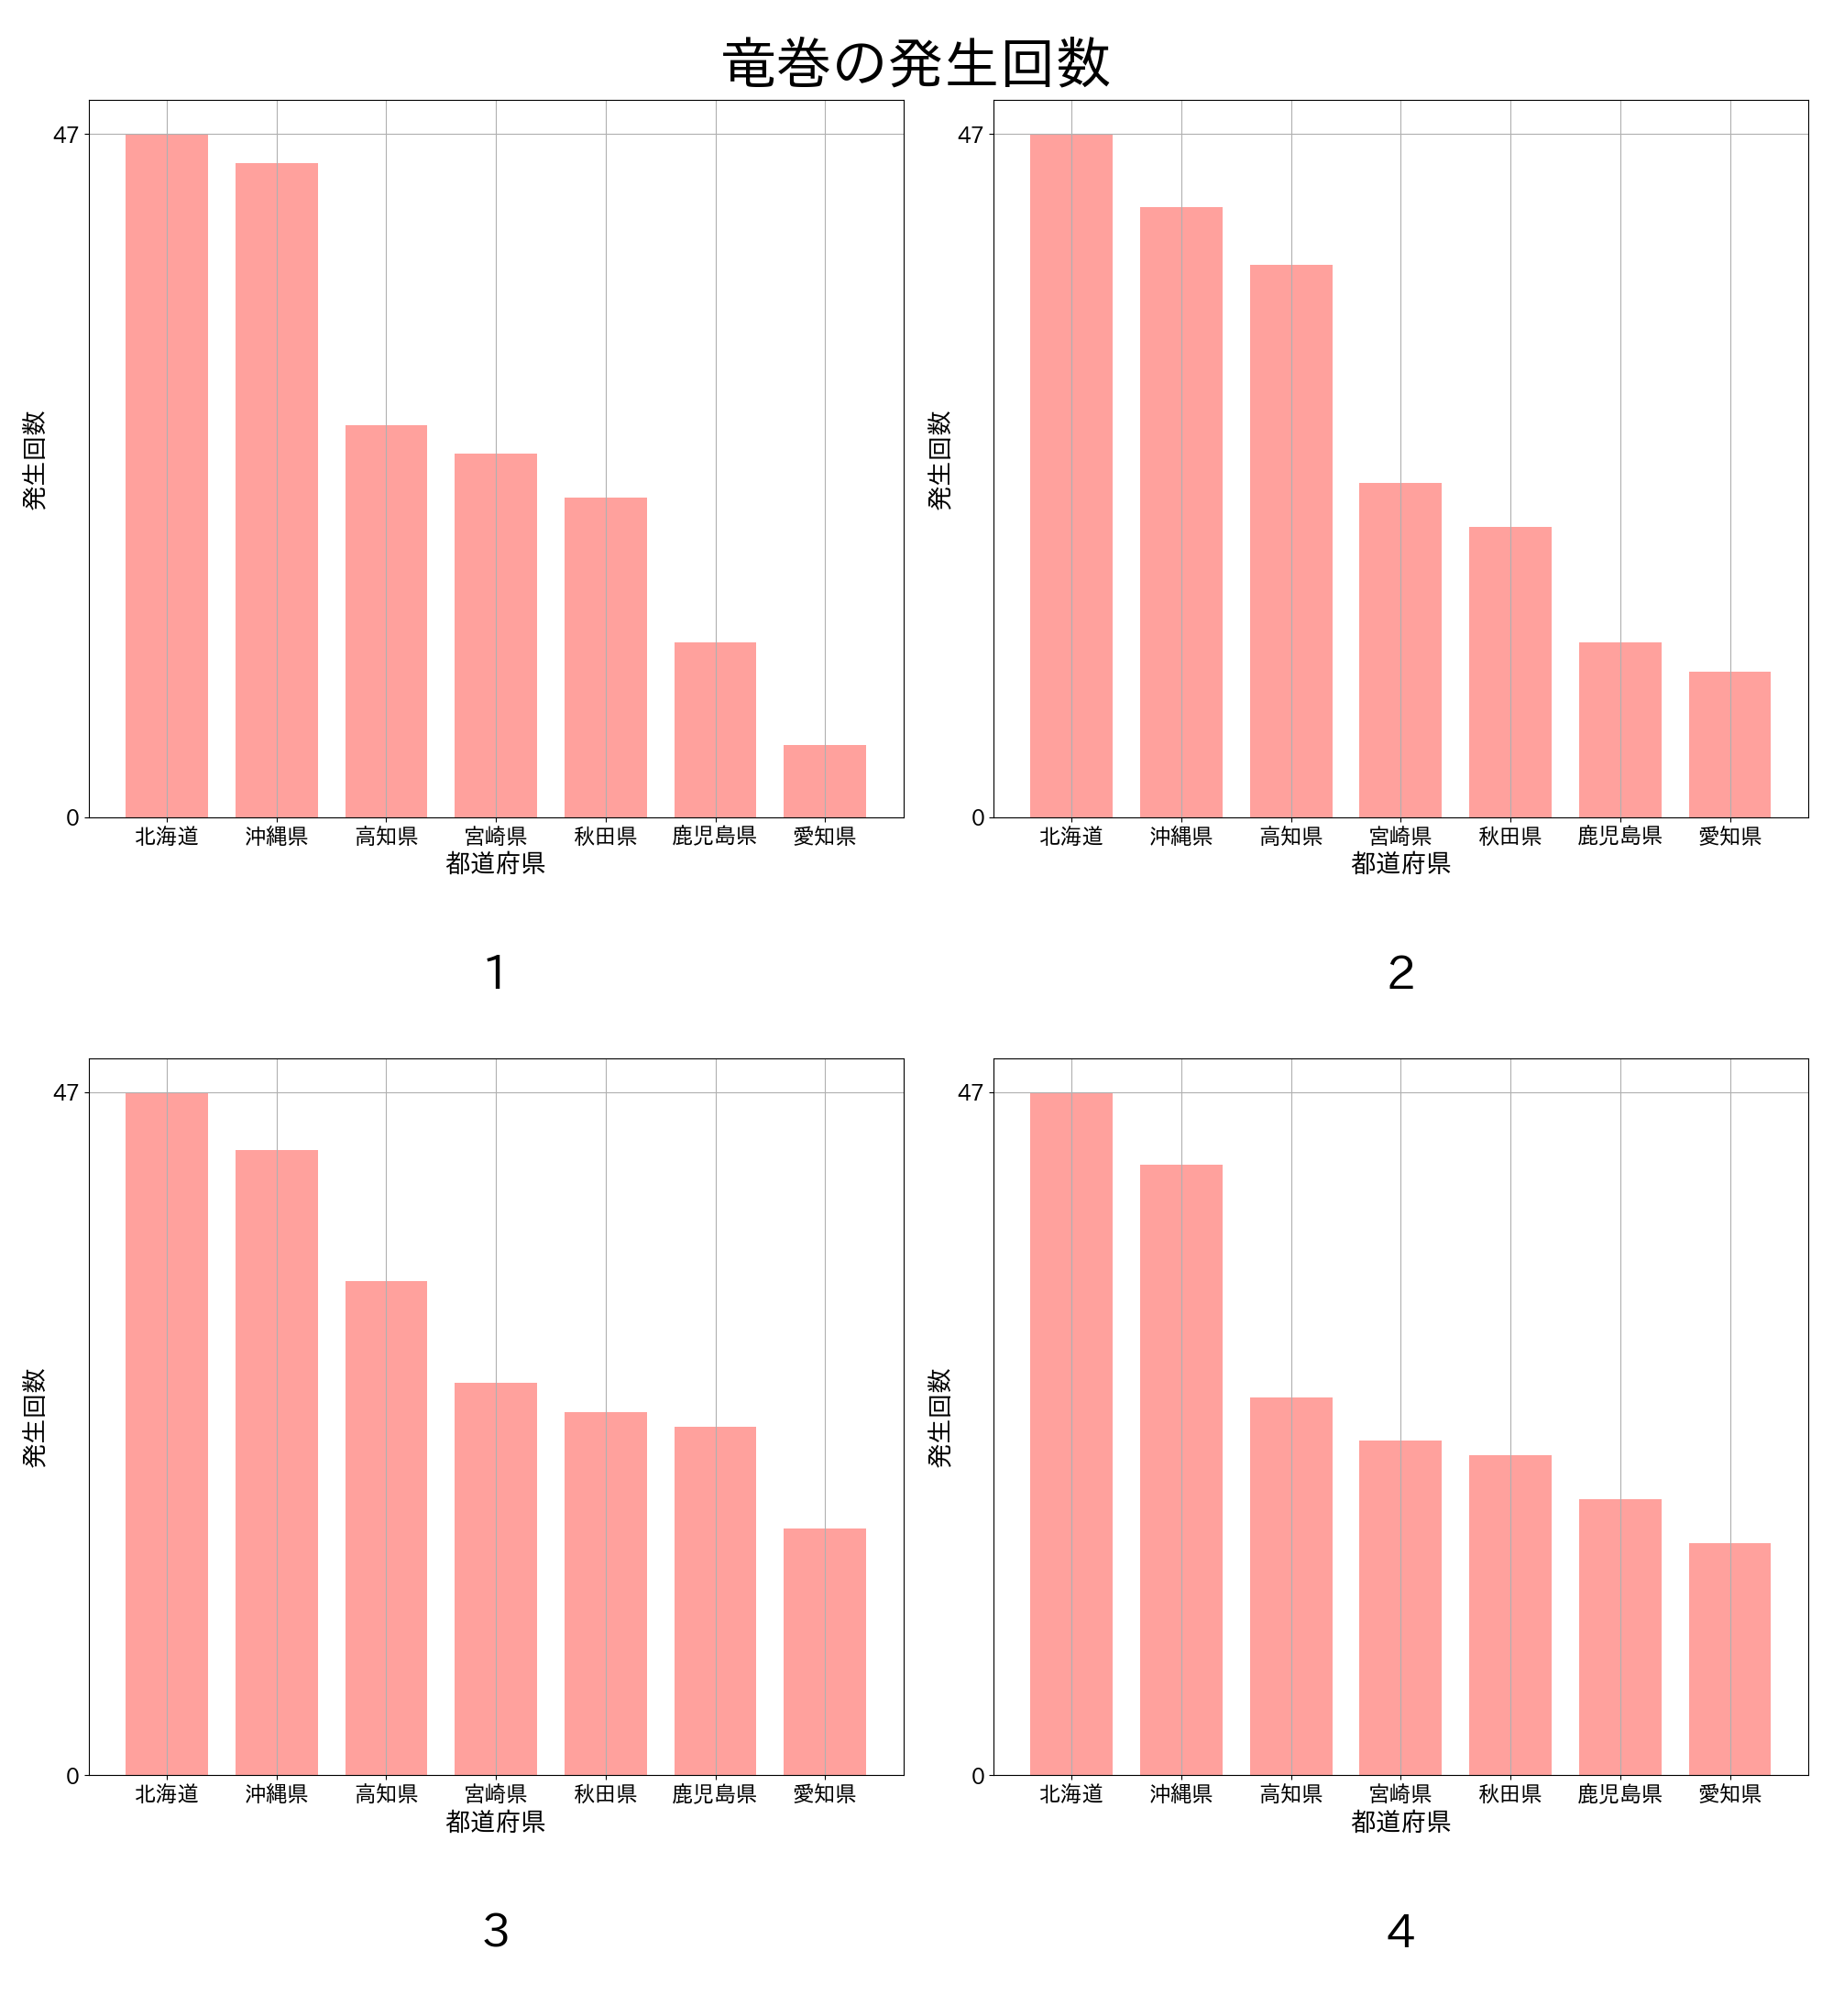 竜巻の発生回数
47
0
発生回数
北海道 沖縄県 高知県 宮崎県 秋田県 鹿児島県 愛知県
都道府県
1
47
0
発生回数
北海道 沖縄県 高知県 宮崎県 秋田県 鹿児島県 愛知県
都道府県
2
47
0
発生回数
北海道 沖縄県 高知県 宮崎県 秋田県 鹿児島県 愛知県
都道府県
3
47
0
発生回数
北海道 沖縄県 高知県 宮崎県 秋田県 鹿児島県 愛知県
都道府県
4